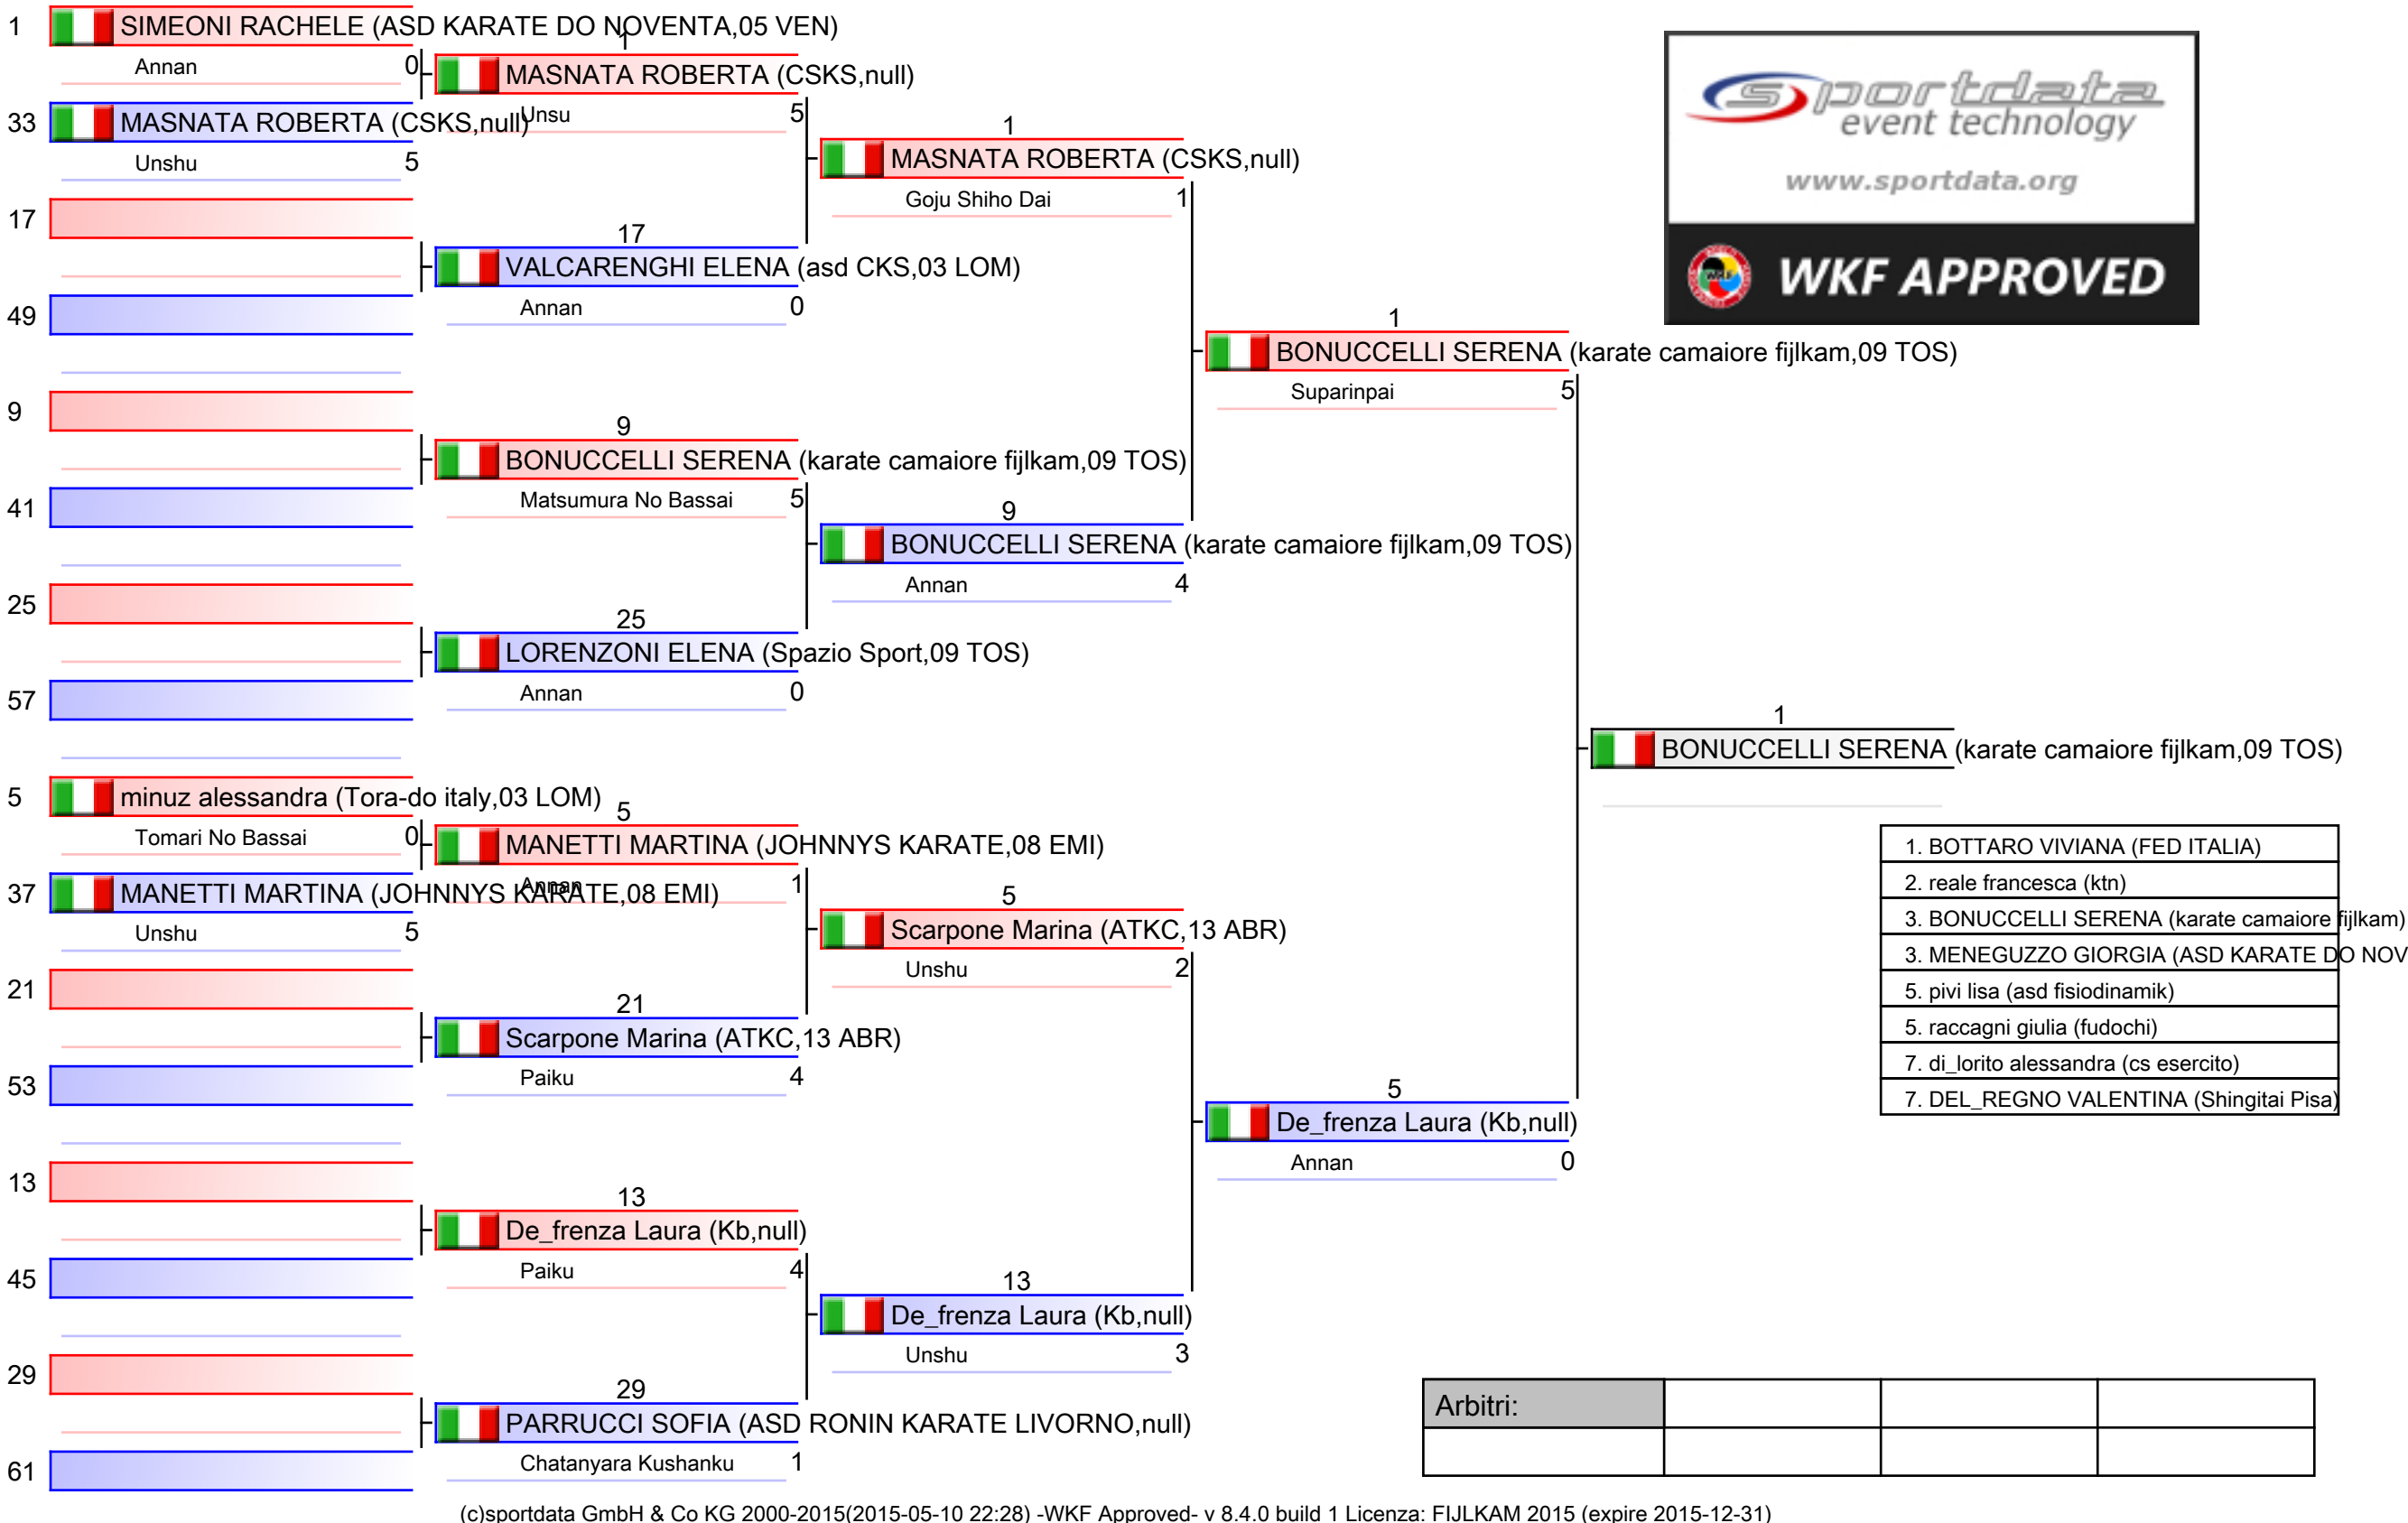 1 SIMEONI RACHELE (ASD KARATE DO NOVENTA,05 VEN)
Annan 0
33 MASNATA ROBERTA (CSKS,null)
Unshu 5
17
49
9
41
25
57
5 minuz alessandra (Tora-do italy,03 LOM)
Tomari No Bassai 0
37 MANETTI MARTINA (JOHNNYS KARATE,08 EMI)
Unshu 5
21
53
13
45
29
61
1
MASNATA ROBERTA (CSKS,null)
Unsu 5
17
VALCARENGHI ELENA (asd CKS,03 LOM)
Annan 0
9
BONUCCELLI SERENA (karate camaiore fijlkam,09 TOS)
Matsumura No Bassai 5
25
LORENZONI ELENA (Spazio Sport,09 TOS)
Annan 0
5
MANETTI MARTINA (JOHNNYS KARATE,08 EMI)
Annan 1
21
Scarpone Marina (ATKC,13 ABR)
Paiku 4
13
De_frenza Laura (Kb,null)
Paiku 4
29
PARRUCCI SOFIA (ASD RONIN KARATE LIVORNO,null)
Chatanyara Kushanku 1
1
MASNATA ROBERTA (CSKS,null)
Goju Shiho Dai 1
9
BONUCCELLI SERENA (karate camaiore fijlkam,09 TOS)
Annan 4
5
Scarpone Marina (ATKC,13 ABR)
Unshu 2
13
De_frenza Laura (Kb,null)
Unshu 3
1
BONUCCELLI SERENA (karate camaiore fijlkam,09 TOS)
Suparinpai 5
5
De_frenza Laura (Kb,null)
Annan 0
1
BONUCCELLI SERENA (karate camaiore fijlkam,09 TOS)
sportdata
event technology
www.sportdata.org
WKF
WKF APPROVED
1. BOTTARO VIVIANA (FED ITALIA)
2. reale francesca (ktn)
3. BONUCCELLI SERENA (karate camaiore fijlkam)
3. MENEGUZZO GIORGIA (ASD KARATE DO NOV
5. pivi lisa (asd fisiodinamik)
5. raccagni giulia (fudochi)
7. di_lorito alessandra (cs esercito)
7. DEL_REGNO VALENTINA (Shingitai Pisa)
Arbitri:
(c)sportdata GmbH & Co KG 2000-2015(2015-05-10 22:28) -WKF Approved- v 8.4.0 build 1 Licenza: FIJLKAM 2015 (expire 2015-12-31)